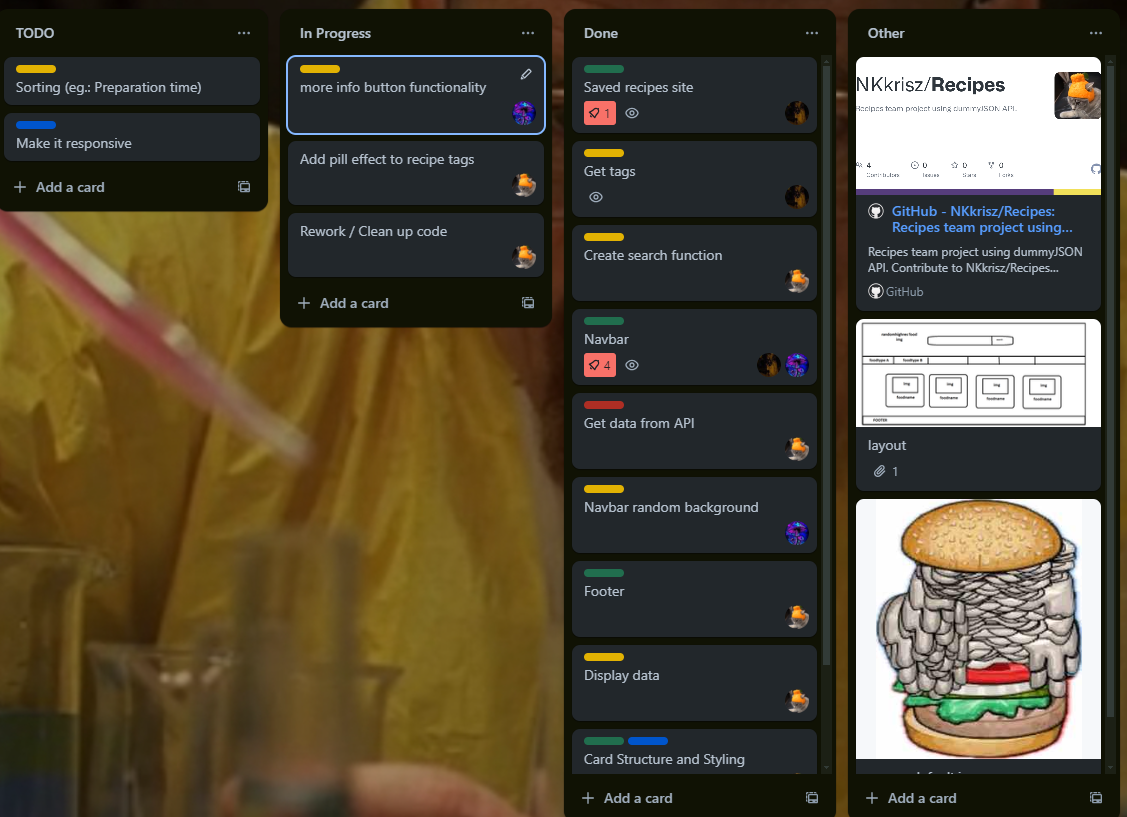 TODO
Sorting (eg.: Preparation time)
Make it responsive
Add a card
In Progress
more info button functionality
Add pill effect to recipe tags
Rework / Clean up code
Add a card
Done
Saved recipes site
1
Get tags
Create search function
Navbar
4
Get data from API
Navbar random background
Footer
Display data
Card Structure and Styling
Add a card
Other
NKkrisz/Recipes
Recipes team project using dummyJSON API.
4
Contributors
0
Issues
0
Stars
0
Forks
GitHub - NKkrisz/Recipes:
Recipes team project using...
Recipes team project using dummyJSON
API. Contribute to NKkrisz/Recipes...
GitHub
img
foodtype A
foodtype B
img
img
img
img
foodname
foodname
foodname
foodname
FOOTER
layout
1
Add a card